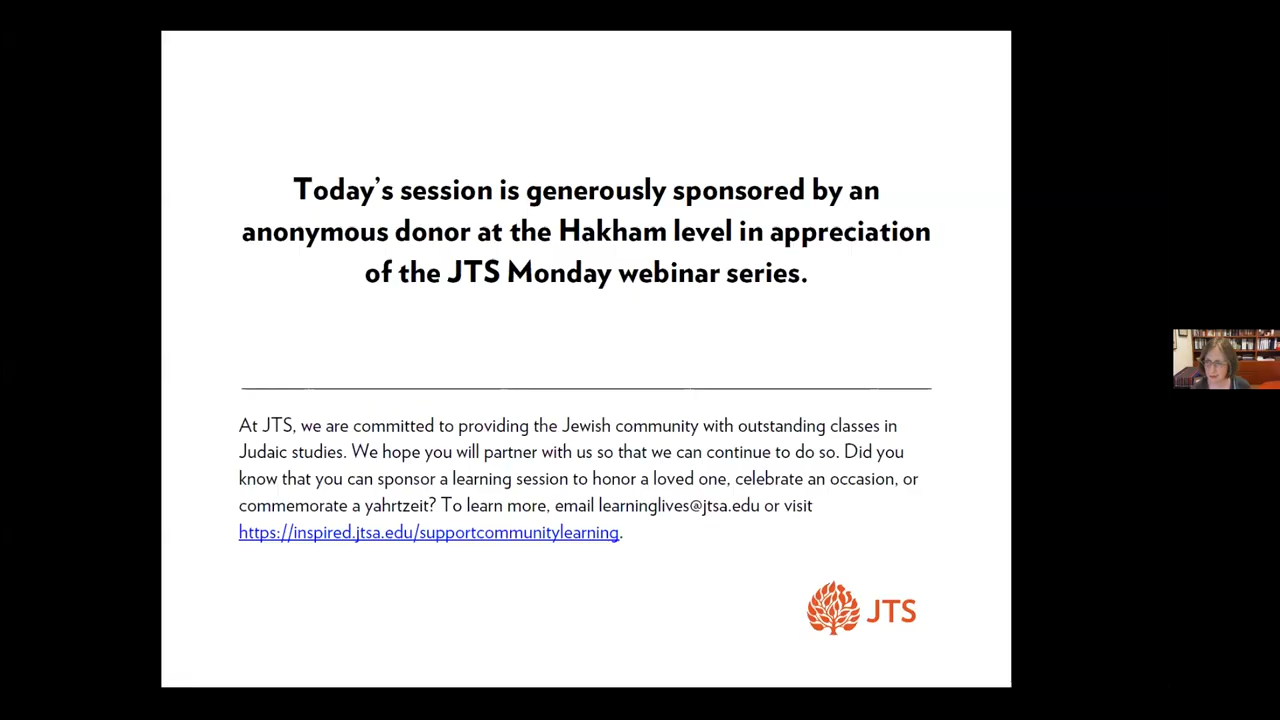 Today's session is generously sponsored by an
anonymous donor at the Hakham level in appreciation
of the JTS Monday webinar series.
At JTS, we are committed to providing the Jewish community with outstanding classes in
Judaic studies. We hope you will partner with us so that we can continue to do so. Did you
know that you can sponsor a learning session to honor a loved one, celebrate an occasion, or
commemorate a yahrtzeit? To learn more, email learninglives@jtsa.edu or visit
https://inspired.jtsa.edu/supportcommunitylearning.
JTS